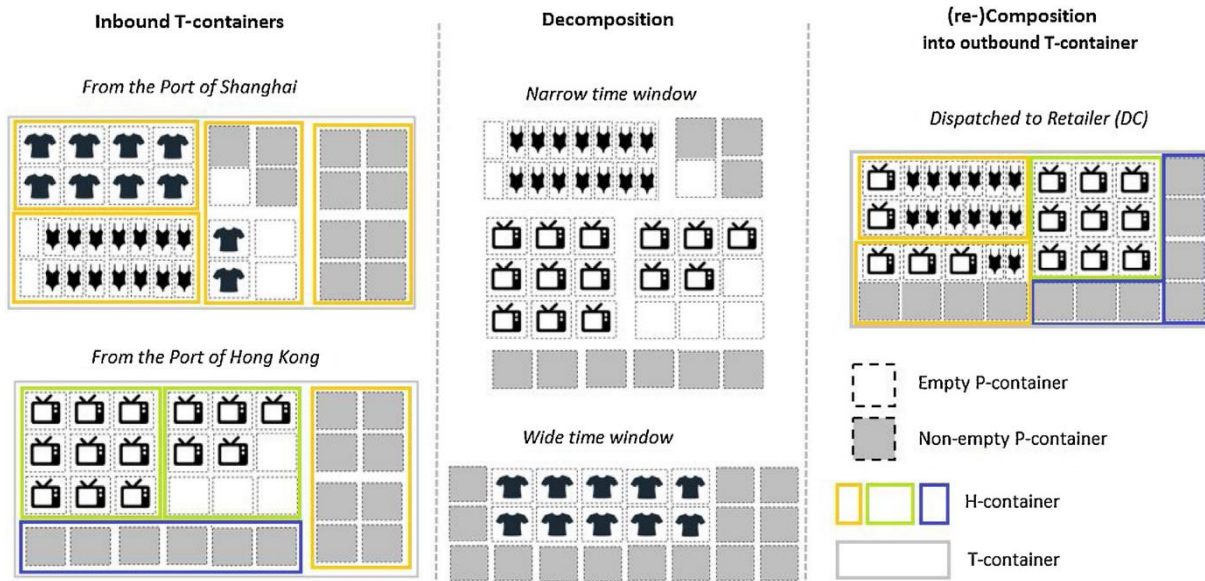 Inbound T-containers
From the Port of Shanghai
From the Port of Hong Kong
Decomposition
Narrow time window
Wide time window
(re-)Composition
into outbound T-container
Dispatched to Retailer (DC)
Empty P-container
Non-empty P-container
H-container
T-container